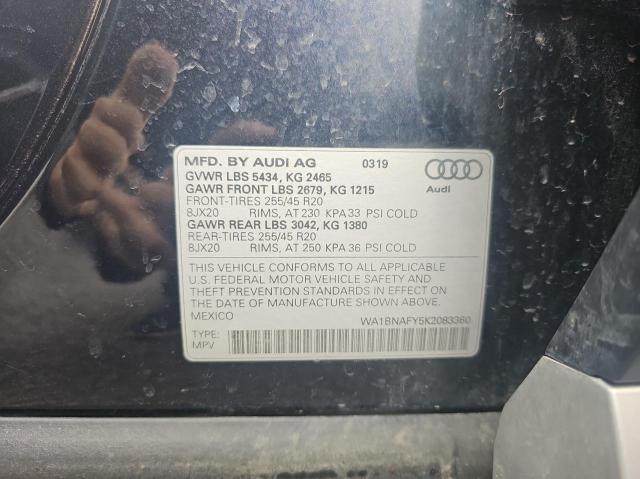 MFD. BY AUDI AG 0319
GVWR LBS 5434, KG 2465
GAWR FRONT LBS 2679, KG 1215
FRONT-TIRES 255/45 R20
8JX20 RIMS, AT 230 KPA 33 PSI COLD
GAWR REAR LBS 3042, KG 1380
REAR-TIRES 255/45 R20
8JX20 RIMS, AT 250 KPA 36 PSI COLD
Audi
THIS VEHICLE CONFORMS TO ALL APPLICABLE
U.S. FEDERAL MOTOR VEHICLE SAFETY AND
THEFT PREVENTION STANDARDS IN EFFECT ON
THE DATE OF MANUFACTURE SHOWN ABOVE.
MEXICO WA1BNAFY5K2083360
TYPE:
MPV